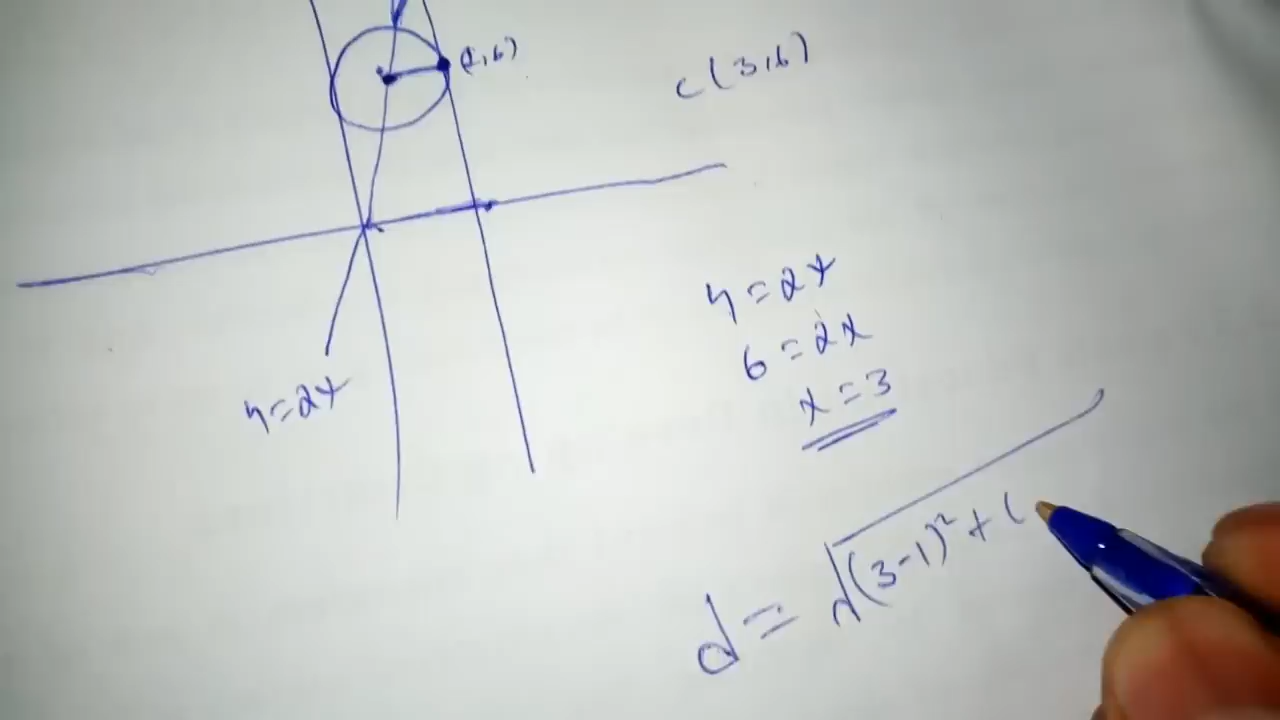 (1,6)
c(3,6)
y=2x
6=2x
x=3
y=2x
d=√(3-1)²+(